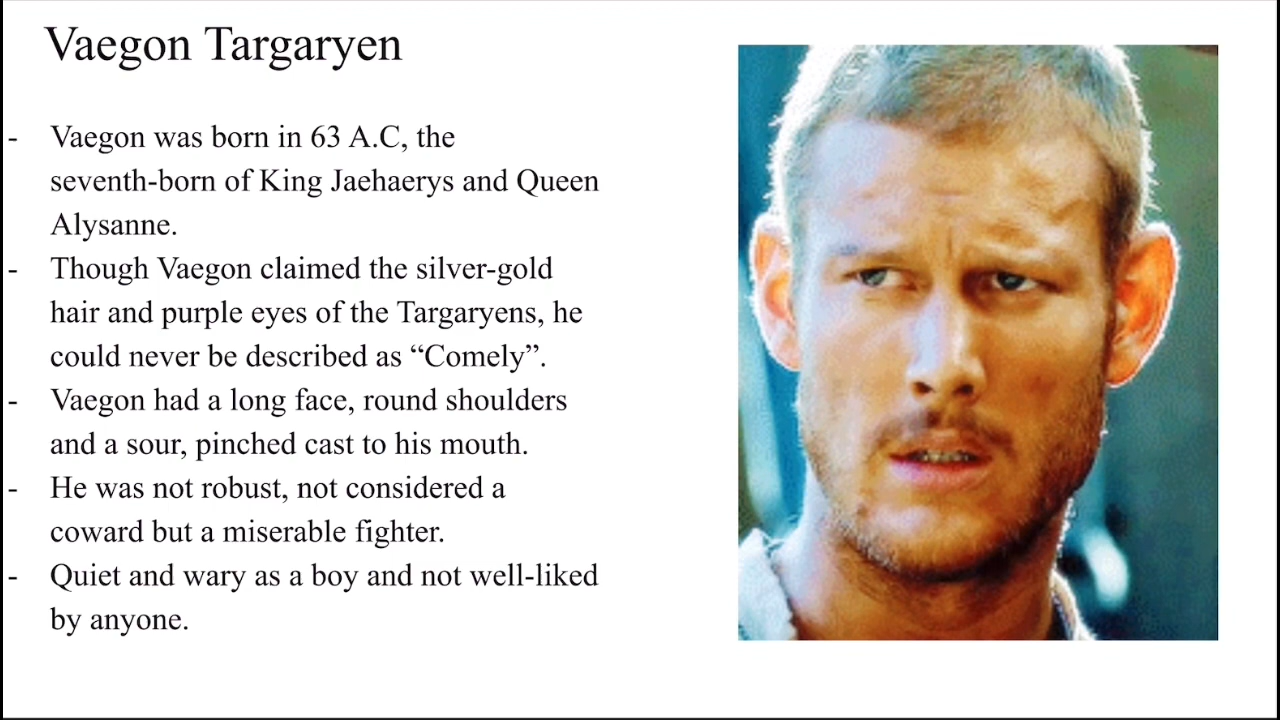 Vaegon Targaryen
- Vaegon was born in 63 A.C, the
seventh-born of King Jaehaerys and Queen
Alysanne.
- Though Vaegon claimed the silver-gold
hair and purple eyes of the Targaryens, he
could never be described as “Comely”.
- Vaegon had a long face, round shoulders
and a sour, pinched cast to his mouth.
- He was not robust, not considered a
coward but a miserable fighter.
- Quiet and wary as a boy and not well-liked
by anyone.